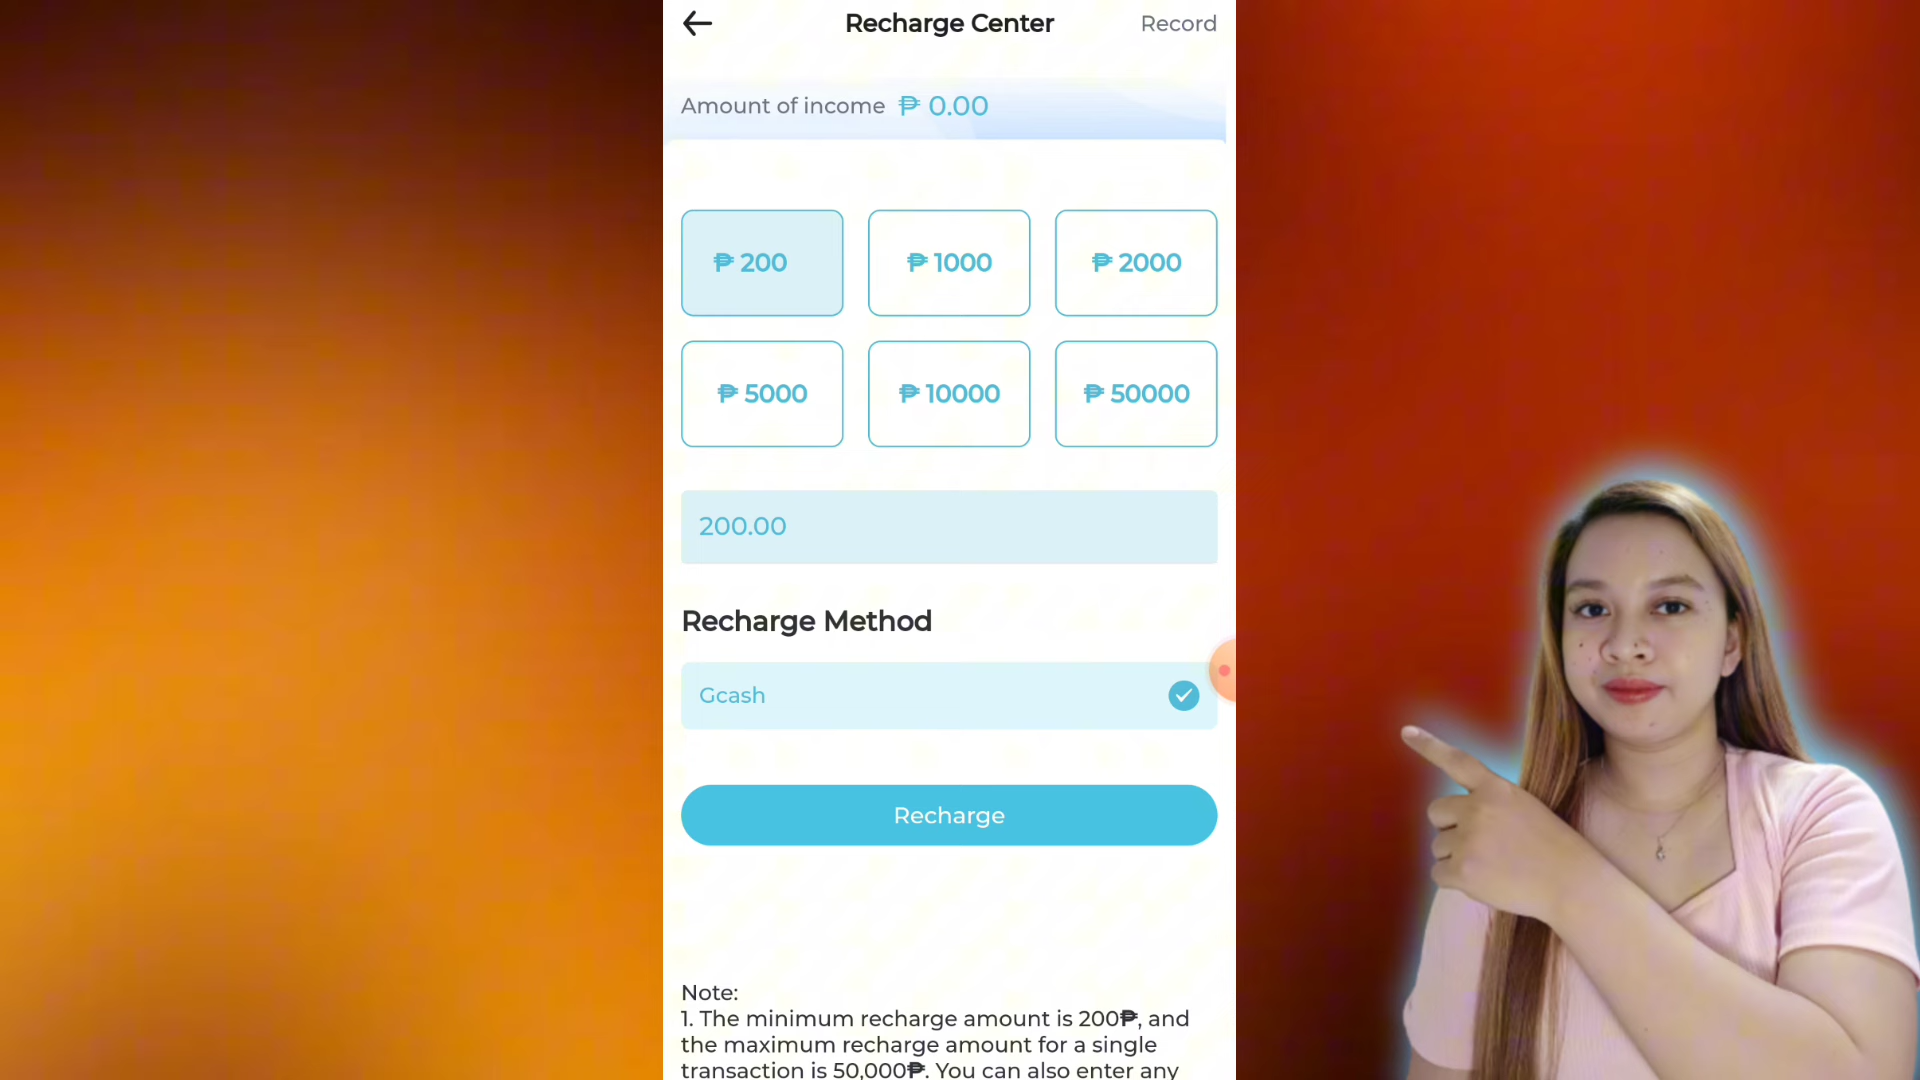 Recharge Center
Record
Amount of income ₱ 0.00
₱ 200
₱ 1000
₱ 2000
₱ 5000
₱ 10000
₱ 50000
200.00
Recharge Method
Gcash
Recharge
Note:
1. The minimum recharge amount is 200₱, and
the maximum recharge amount for a single
transaction is 50,000₱. You can also enter any